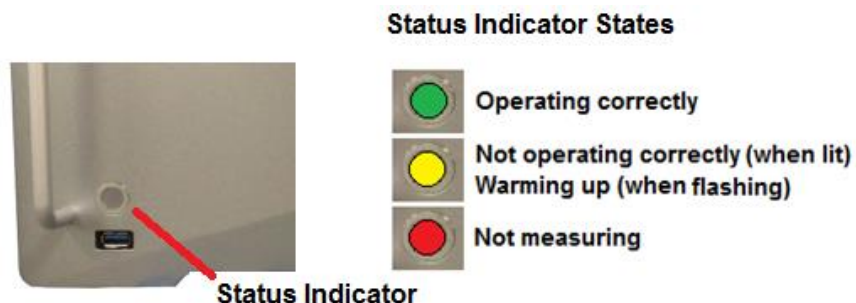 Status Indicator States
Operating correctly
Not operating correctly (when lit)
Warming up (when flashing)
Not measuring
Status Indicator